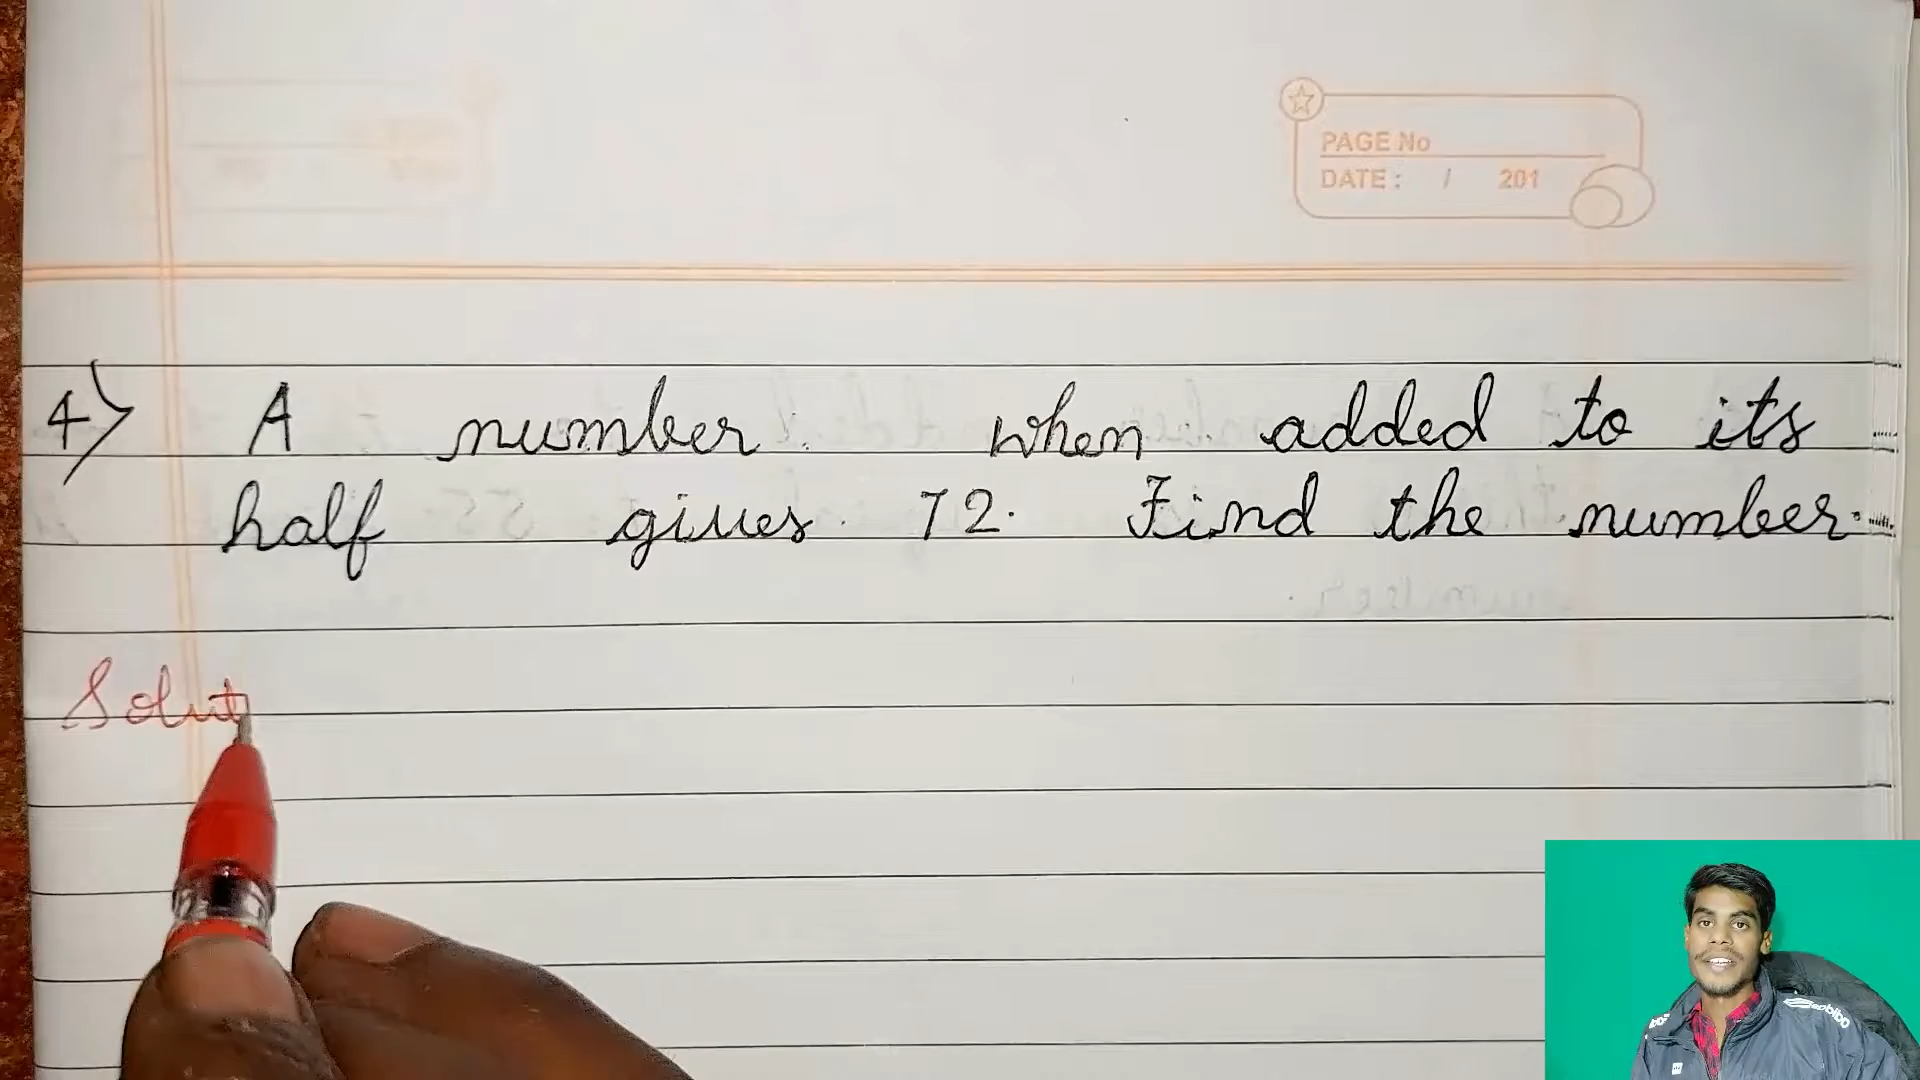 PAGE No
DATE : / 201
4) A number when added to its
half gives 72. Find the number.
Solut